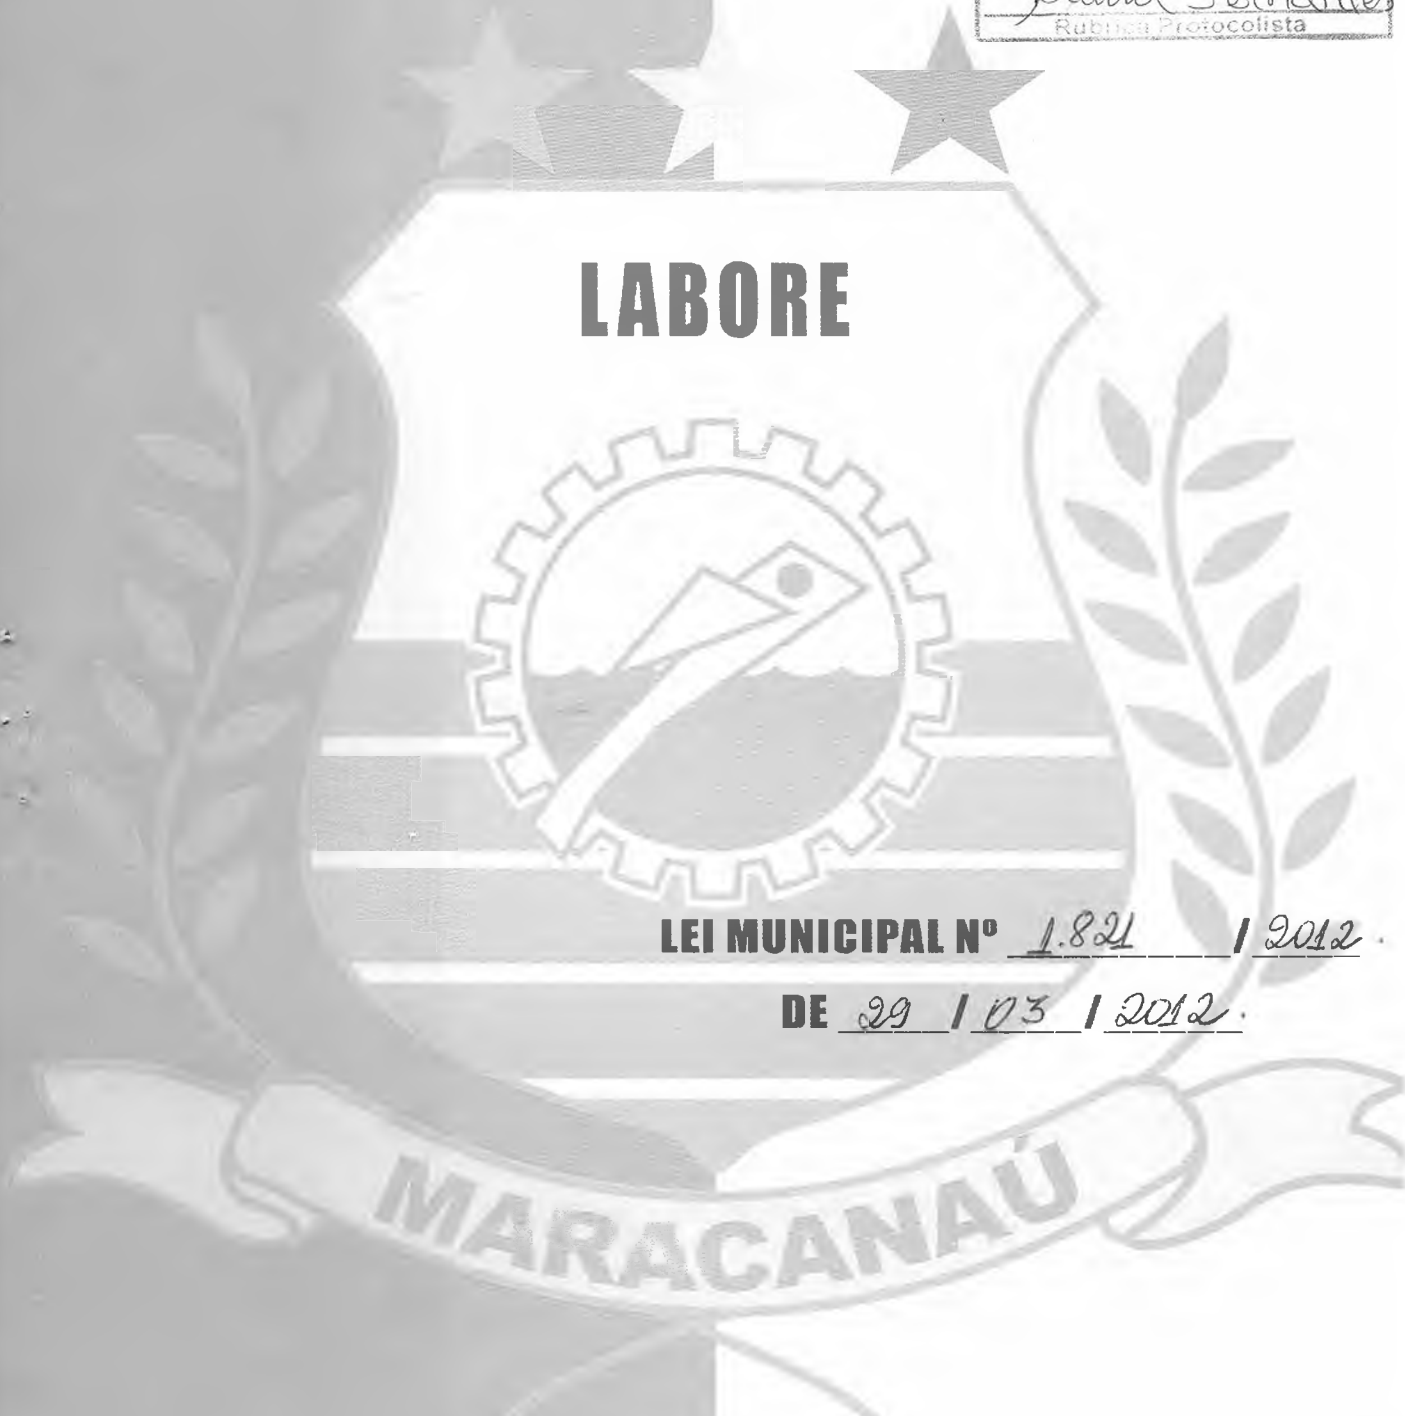 Rubrica Protocolista
LABORE
LEI MUNICIPAL Nº 1.821 / 2012.
DE 29 / 03 / 2012.
MARACANAÚ